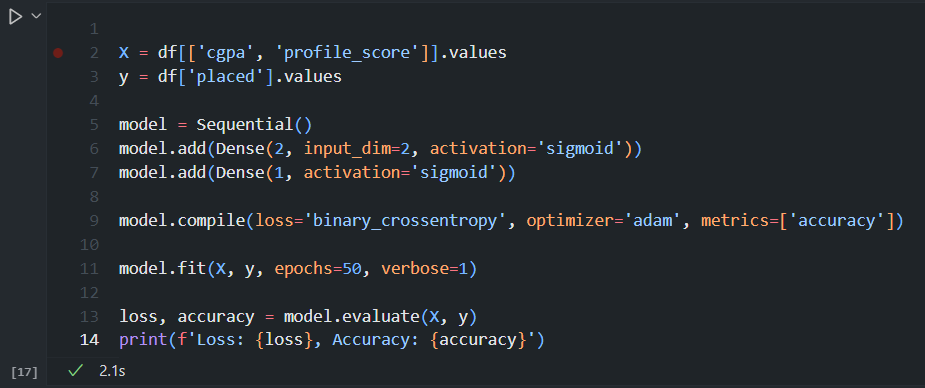 1
2 X = df[['cgpa', 'profile_score']].values
3 y = df['placed'].values
4
5 model = Sequential()
6 model.add(Dense(2, input_dim=2, activation='sigmoid'))
7 model.add(Dense(1, activation='sigmoid'))
8
9 model.compile(loss='binary_crossentropy', optimizer='adam', metrics=['accuracy'])
10
11 model.fit(X, y, epochs=50, verbose=1)
12
13 loss, accuracy = model.evaluate(X, y)
14 print(f'Loss: {loss}, Accuracy: {accuracy}')
[17] 2.1s